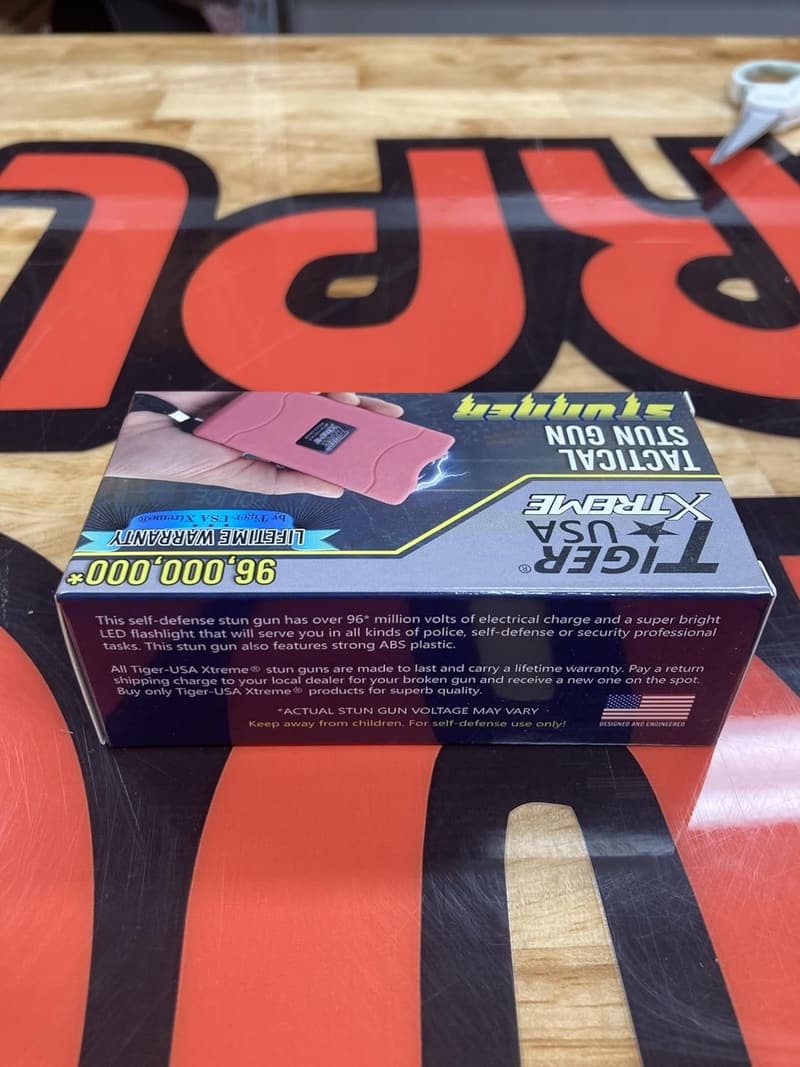 STUNNER
TACTICAL
STUN GUN
TIGER®
USA
XTREME
LIFETIME WARRANTY
by Tiger-USA Xtreme®
96,000,000*
This self-defense stun gun has over 96* million volts of electrical charge and a super bright
LED flashlight that will serve you in all kinds of police, self-defense or security professional
tasks. This stun gun also features strong ABS plastic.
All Tiger-USA Xtreme® stun guns are made to last and carry a lifetime warranty. Pay a return
shipping charge to your local dealer for your broken gun and receive a new one on the spot.
Buy only Tiger-USA Xtreme® products for superb quality.
*ACTUAL STUN GUN VOLTAGE MAY VARY
Keep away from children. For self-defense use only!
DESIGNED AND ENGINEERED